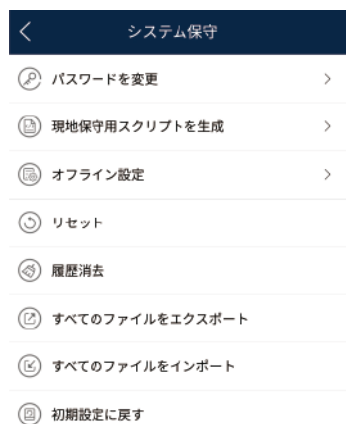 システム保守
パスワードを変更
現地保守用スクリプトを生成
オフライン設定
リセット
履歴消去
すべてのファイルをエクスポート
すべてのファイルをインポート
初期設定に戻す